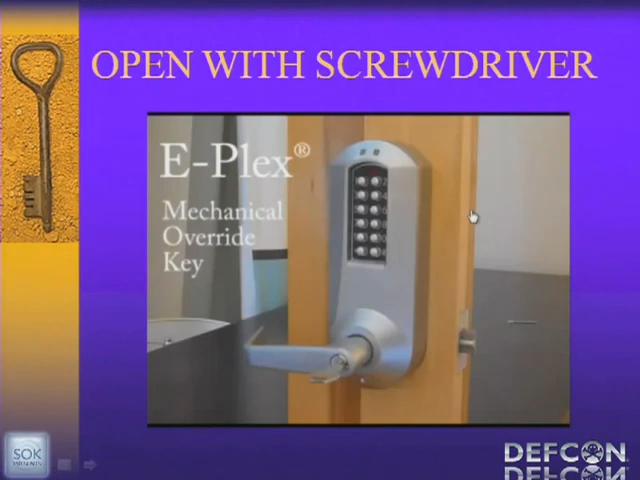 OPEN WITH SCREWDRIVER
E-Plex®
Mechanical
Override
Key
SOK
DEFCON